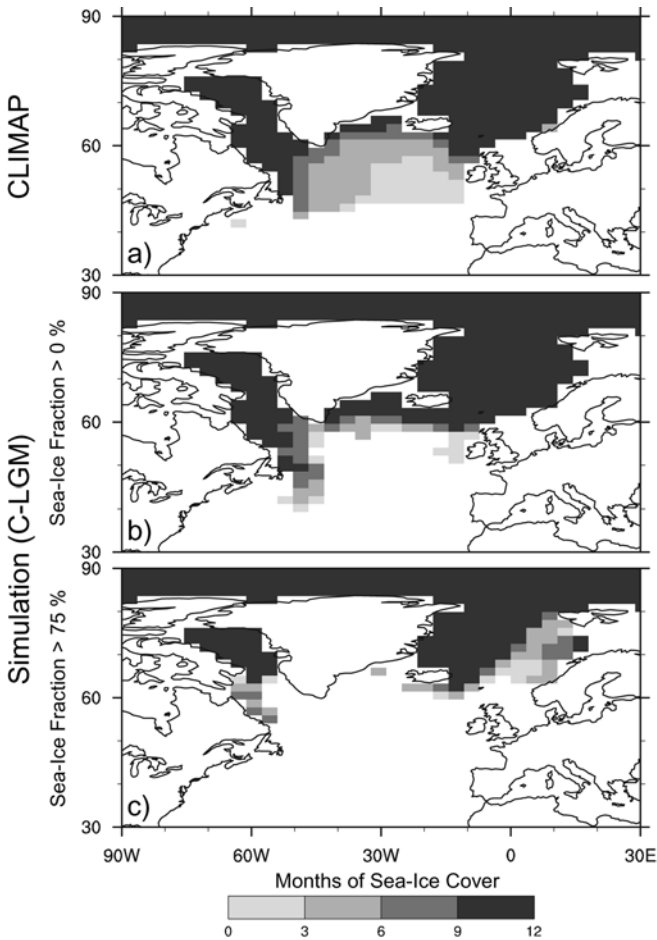 CLIMAP
90
60
30
a)
Simulation (C-LGM)
Sea-Ice Fraction > 0 %
90
60
30
b)
Sea-Ice Fraction > 75 %
90
60
30
c)
90W 60W 30W 0 30E
Months of Sea-Ice Cover
0 3 6 9 12